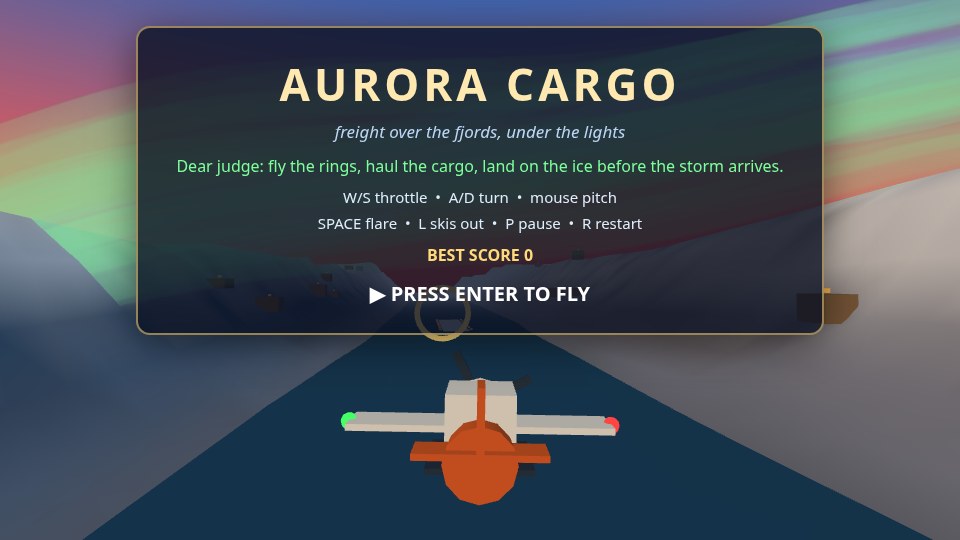 AURORA CARGO
freight over the fjords, under the lights
Dear judge: fly the rings, haul the cargo, land on the ice before the storm arrives.
W/S throttle • A/D turn • mouse pitch
SPACE flare • L skis out • P pause • R restart
BEST SCORE 0
▶ PRESS ENTER TO FLY